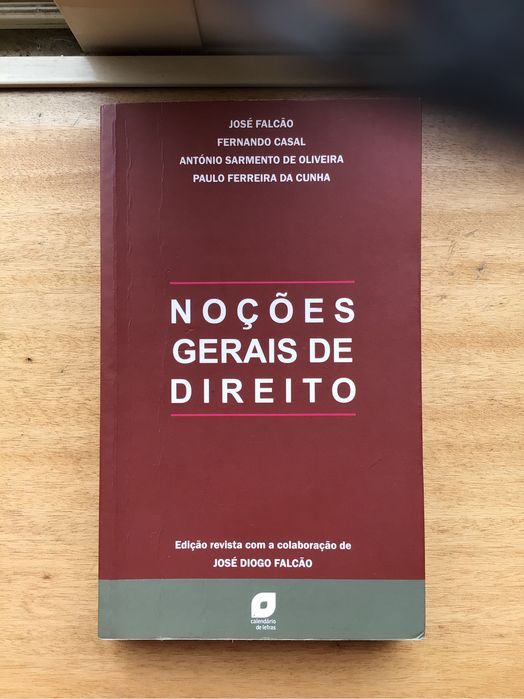 JOSÉ FALCÃO
FERNANDO CASAL
ANTÓNIO SARMENTO DE OLIVEIRA
PAULO FERREIRA DA CUNHA
NOÇÕES
GERAIS DE
DIREITO
Edição revista com a colaboração de
JOSÉ DIOGO FALCÃO
calendário
de letras